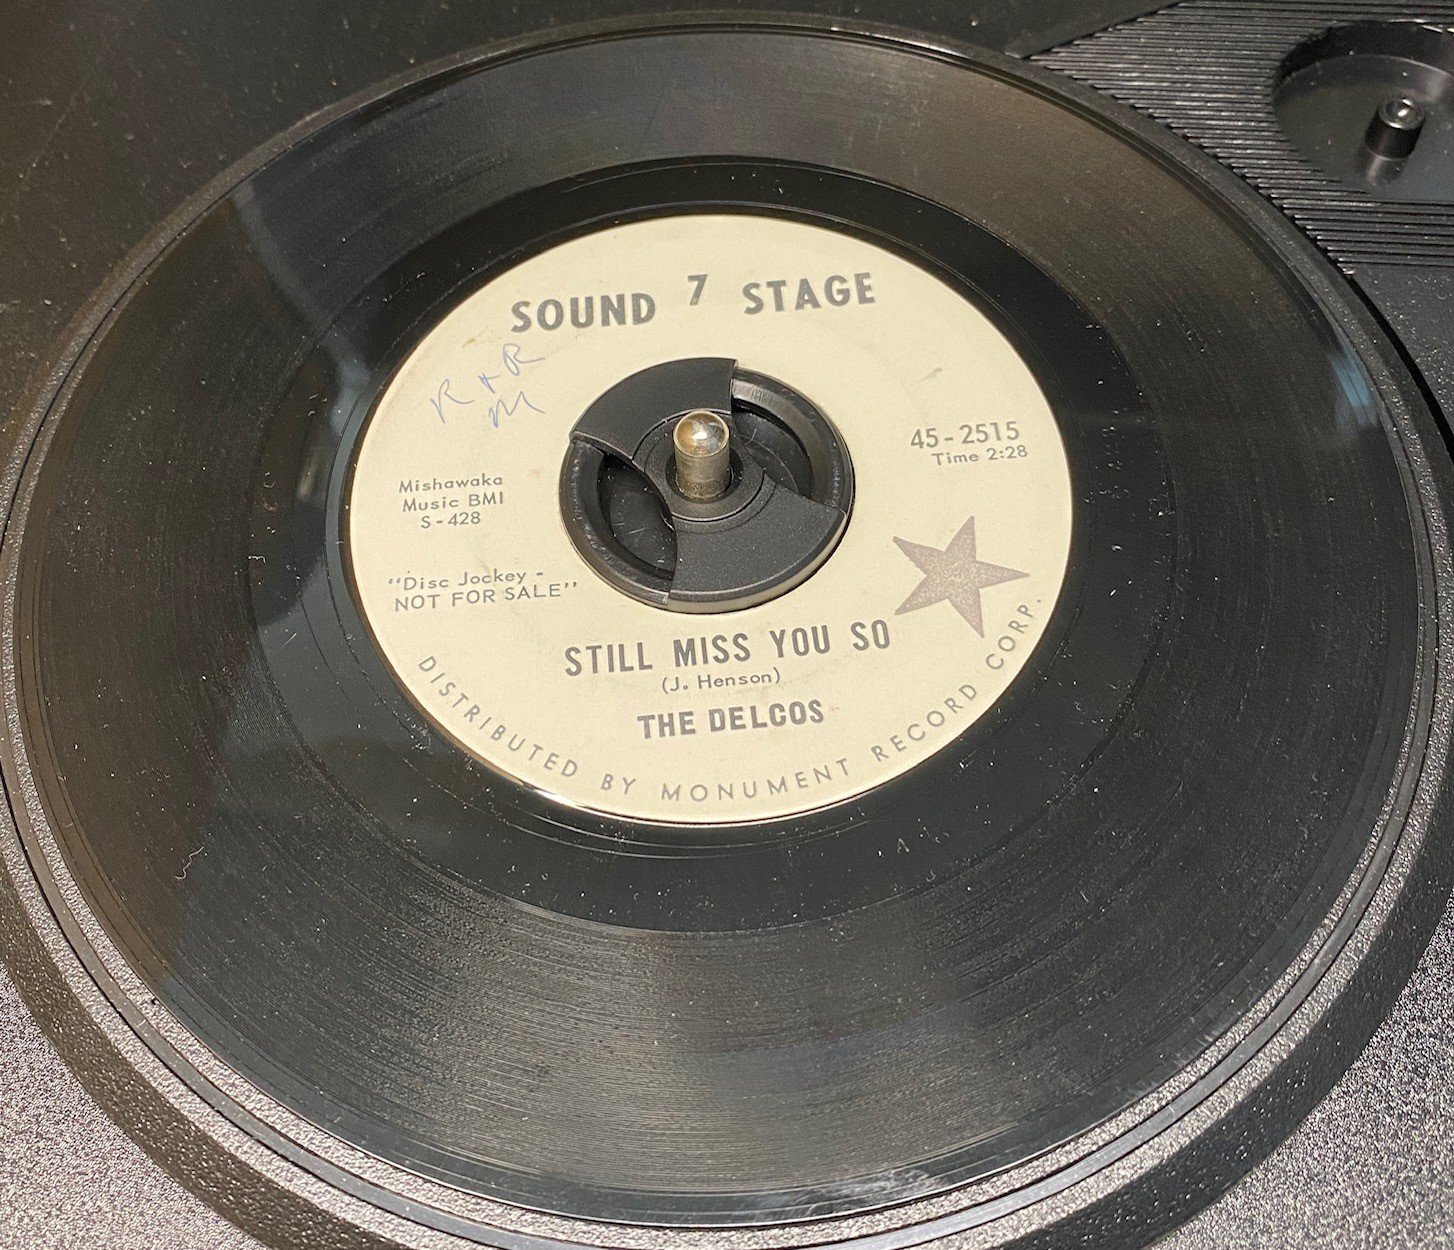 SOUND 7 STAGE
R & R
M
45-2515
Time 2:28
Mishawaka
Music BMI
S-428
"Disc Jockey -
NOT FOR SALE"
STILL MISS YOU SO
(J. Henson)
THE DELCOS
DISTRIBUTED BY MONUMENT RECORD CORP.